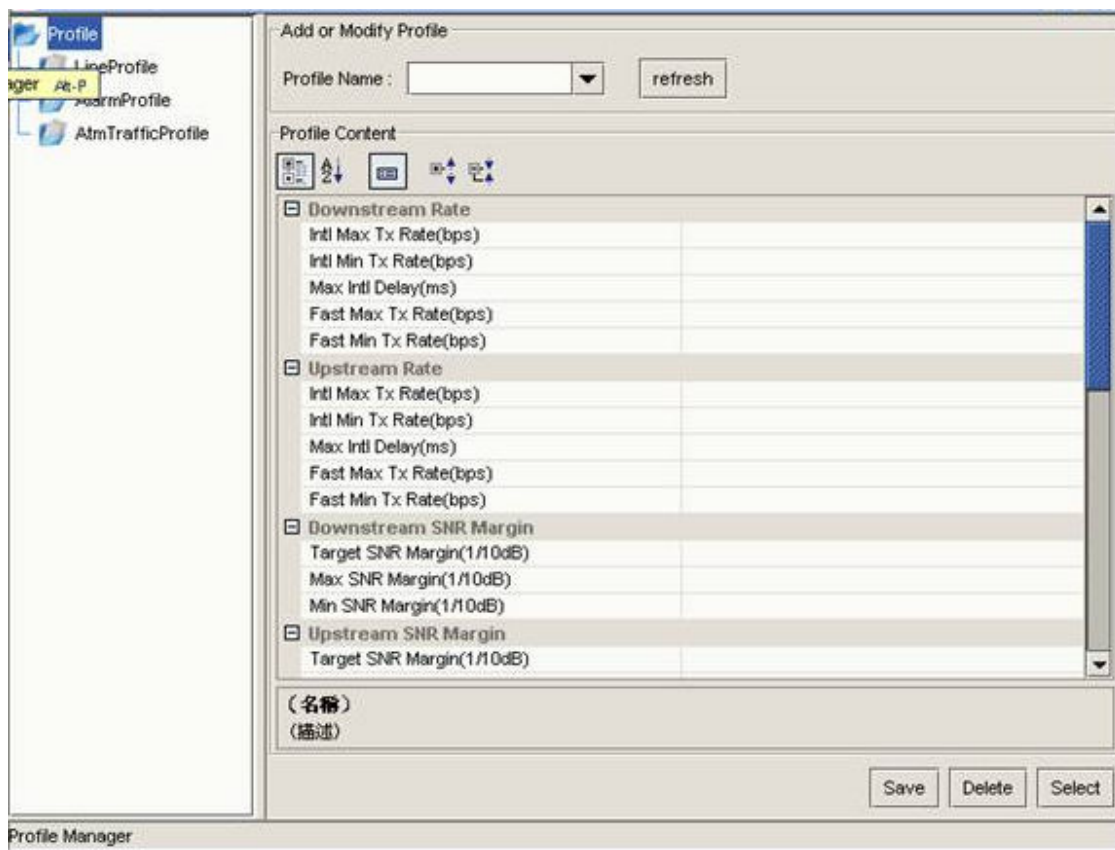 Profile
LineProfile
ager Alt-P
AlarmProfile
AtmTrafficProfile
Add or Modify Profile
Profile Name :
refresh
Profile Content
Downstream Rate
Intl Max Tx Rate(bps)
Intl Min Tx Rate(bps)
Max Intl Delay(ms)
Fast Max Tx Rate(bps)
Fast Min Tx Rate(bps)
Upstream Rate
Intl Max Tx Rate(bps)
Intl Min Tx Rate(bps)
Max Intl Delay(ms)
Fast Max Tx Rate(bps)
Fast Min Tx Rate(bps)
Downstream SNR Margin
Target SNR Margin(1/10dB)
Max SNR Margin(1/10dB)
Min SNR Margin(1/10dB)
Upstream SNR Margin
Target SNR Margin(1/10dB)
(名稱)
(描述)
Save Delete Select
Profile Manager